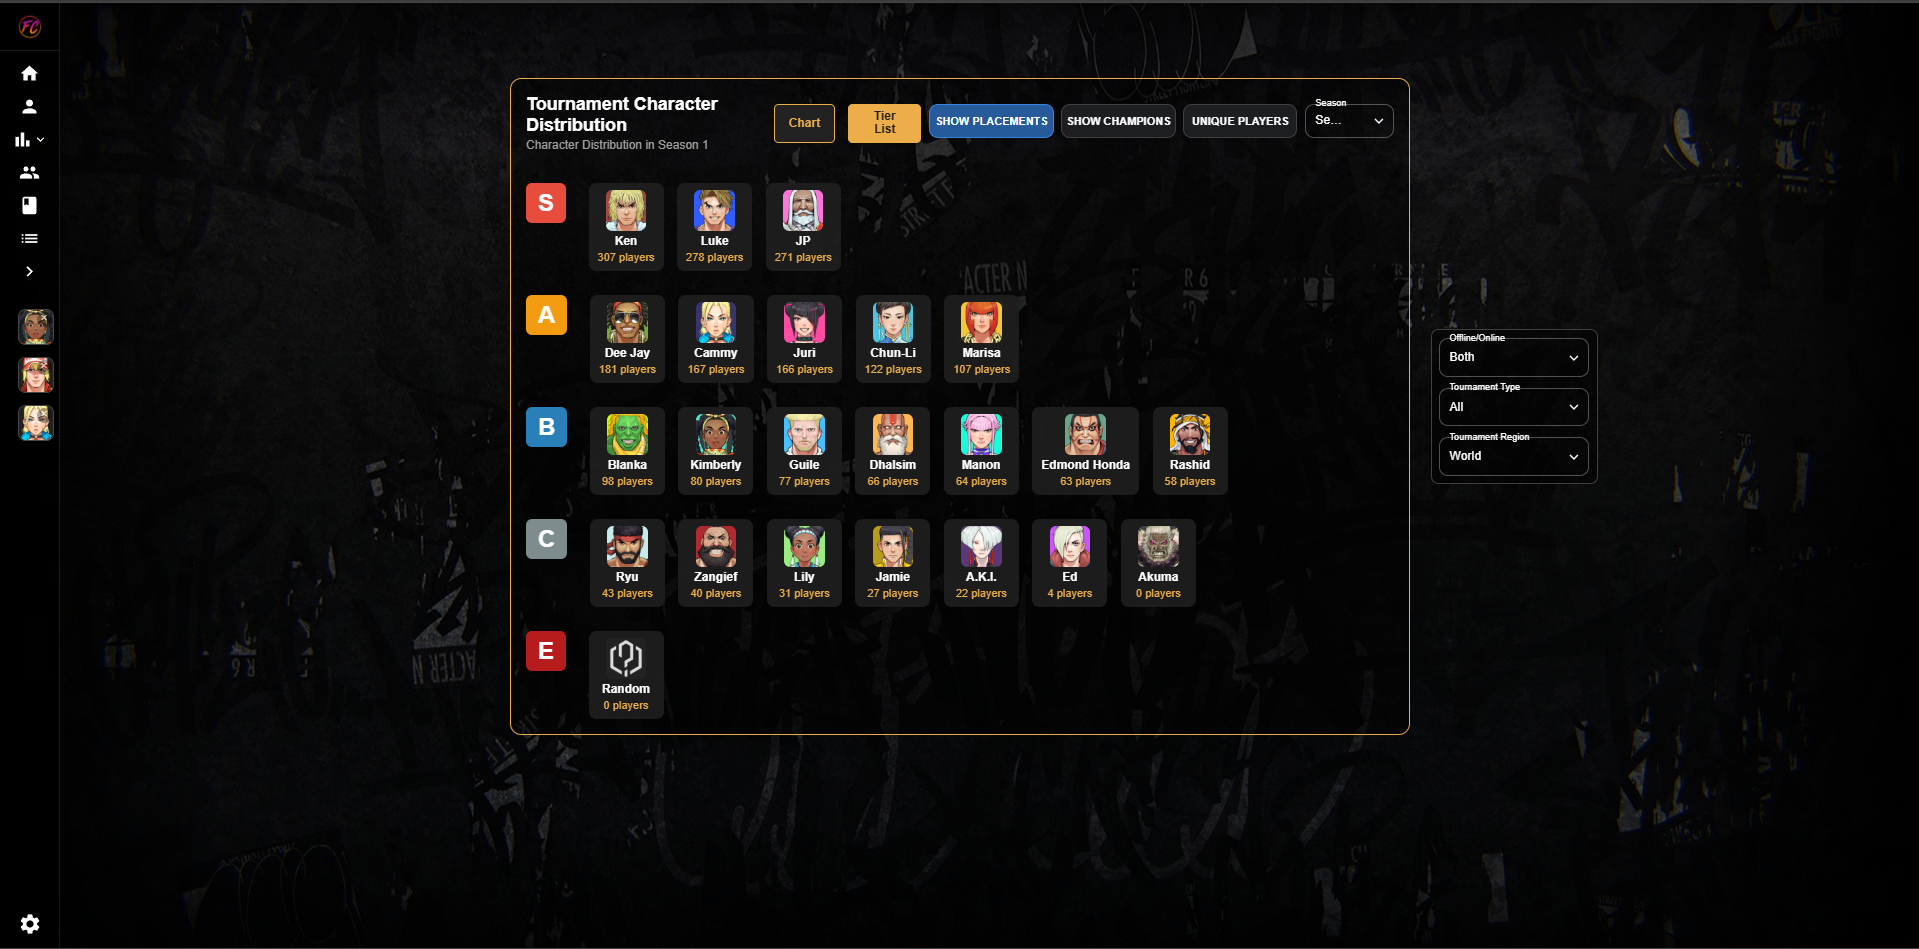 FC
Tournament Character
Distribution
Character Distribution in Season 1
Chart
Tier
List
SHOW PLACEMENTS
SHOW CHAMPIONS
UNIQUE PLAYERS
Season
Se...
S
Ken
307 players
Luke
278 players
JP
271 players
A
Dee Jay
181 players
Cammy
167 players
Juri
166 players
Chun-Li
122 players
Marisa
107 players
B
Blanka
98 players
Kimberly
80 players
Guile
77 players
Dhalsim
66 players
Manon
64 players
Edmond Honda
63 players
Rashid
58 players
C
Ryu
43 players
Zangief
40 players
Lily
31 players
Jamie
27 players
A.K.I.
22 players
Ed
4 players
Akuma
0 players
E
Random
0 players
Offline/Online
Both
Tournament Type
All
Tournament Region
World